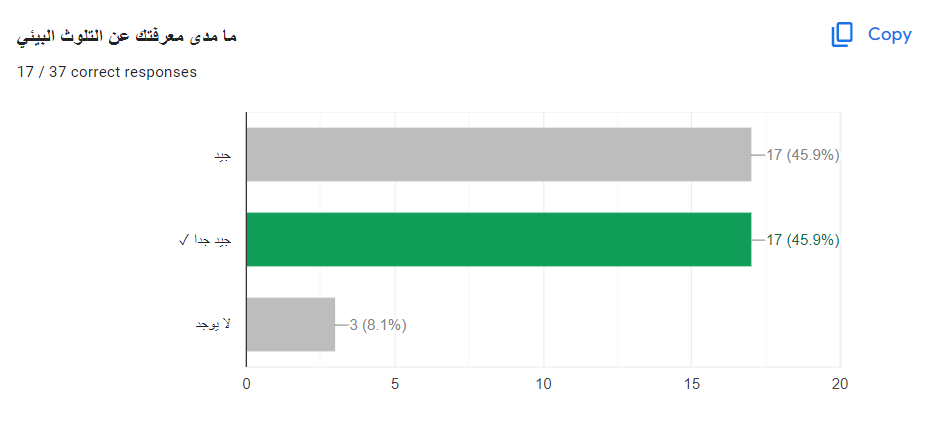 ما مدى معرفتك عن التلوث البيئي
Copy
17 / 37 correct responses
جيد
17 (45.9%)
جيد جدا ✓
17 (45.9%)
لا يوجد
3 (8.1%)
0 5 10 15 20